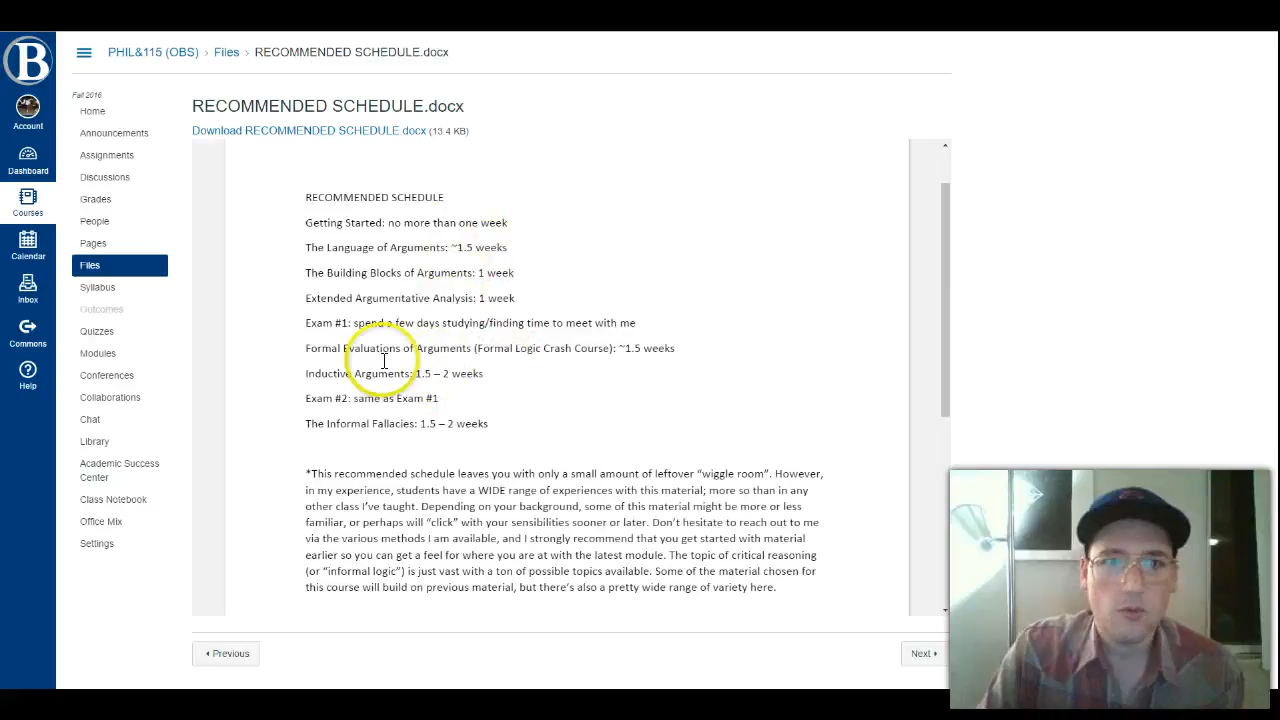 PHIL&115 (OBS) › Files › RECOMMENDED SCHEDULE.docx
B
Account
Dashboard
Courses
Calendar
Inbox
Commons
Help
Fall 2016
Home
Announcements
Assignments
Discussions
Grades
People
Pages
Files
Syllabus
Outcomes
Quizzes
Modules
Conferences
Collaborations
Chat
Library
Academic Success
Center
Class Notebook
Office Mix
Settings
RECOMMENDED SCHEDULE.docx
Download RECOMMENDED SCHEDULE.docx (13.4 KB)
RECOMMENDED SCHEDULE
Getting Started: no more than one week
The Language of Arguments: ~1.5 weeks
The Building Blocks of Arguments: 1 week
Extended Argumentative Analysis: 1 week
Exam #1: spend a few days studying/finding time to meet with me
Formal Evaluations of Arguments (Formal Logic Crash Course): ~1.5 weeks
Inductive Arguments: 1.5 – 2 weeks
Exam #2: same as Exam #1
The Informal Fallacies: 1.5 – 2 weeks
*This recommended schedule leaves you with only a small amount of leftover “wiggle room”. However,
in my experience, students have a WIDE range of experiences with this material; more so than in any
other class I’ve taught. Depending on your background, some of this material might be more or less
familiar, or perhaps will “click” with your sensibilities sooner or later. Don’t hesitate to reach out to me
via the various methods I am available, and I strongly recommend that you get started with material
earlier so you can get a feel for where you are at with the latest module. The topic of critical reasoning
(or “informal logic”) is just vast with a ton of possible topics available. Some of the material chosen for
this course will build on previous material, but there’s also a pretty wide range of variety here.
Previous
Next